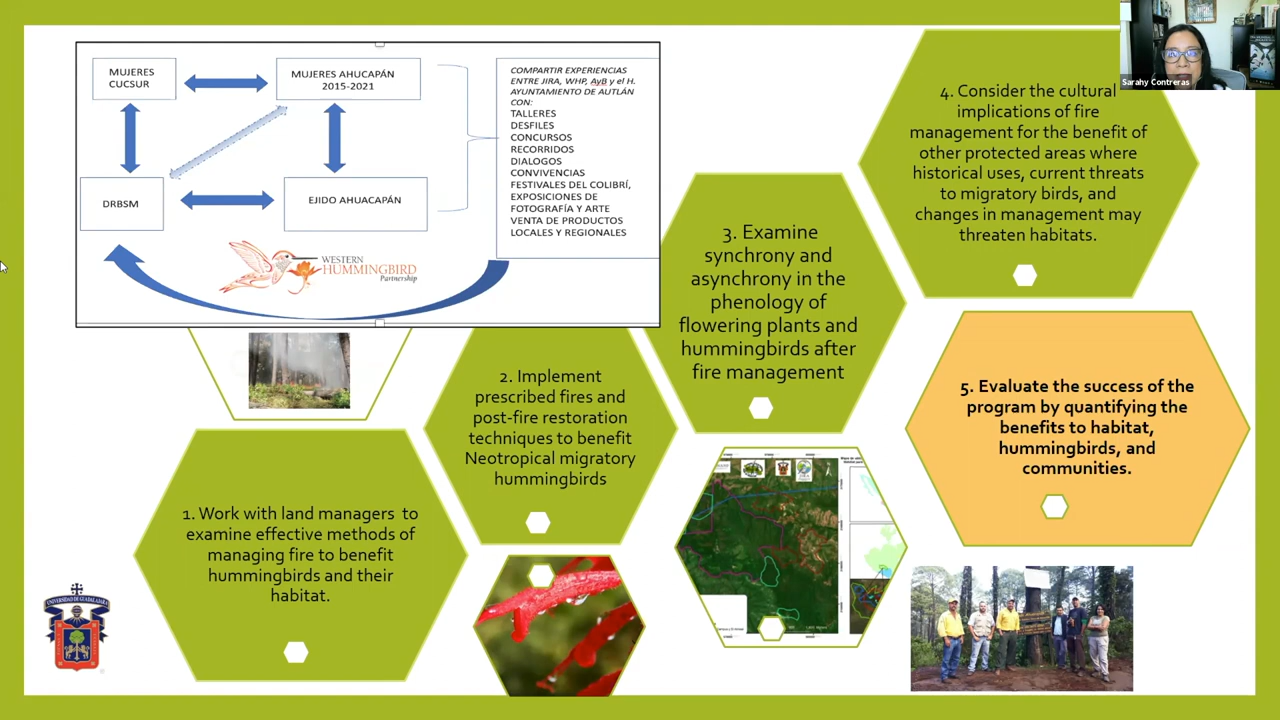 MUJERES
CUCSUR
MUJERES AHUCAPÁN
2015-2021
DRBSM
EJIDO AHUACAPÁN
COMPARTIR EXPERIENCIAS
ENTRE JIRA, WHP, AyB y el H.
AYUNTAMIENTO DE AUTLÁN
CON:
TALLERES
DESFILES
CONCURSOS
RECORRIDOS
DIALOGOS
CONVIVENCIAS
FESTIVALES DEL COLIBRÍ,
EXPOSICIONES DE
FOTOGRAFÍA Y ARTE
VENTA DE PRODUCTOS
LOCALES Y REGIONALES
WESTERN
HUMMINGBIRD
Partnership
1. Work with land managers to
examine effective methods of
managing fire to benefit
hummingbirds and their
habitat.
2. Implement
prescribed fires and
post-fire restoration
techniques to benefit
Neotropical migratory
hummingbirds
3. Examine
synchrony and
asynchrony in the
phenology of
flowering plants and
hummingbirds after
fire management
4. Consider the cultural
implications of fire
management for the benefit of
other protected areas where
historical uses, current threats
to migratory birds, and
changes in management may
threaten habitats.
5. Evaluate the success of the
program by quantifying the
benefits to habitat,
hummingbirds, and
communities.
Sarahy Contreras
UNIVERSIDAD DE GUADALAJARA